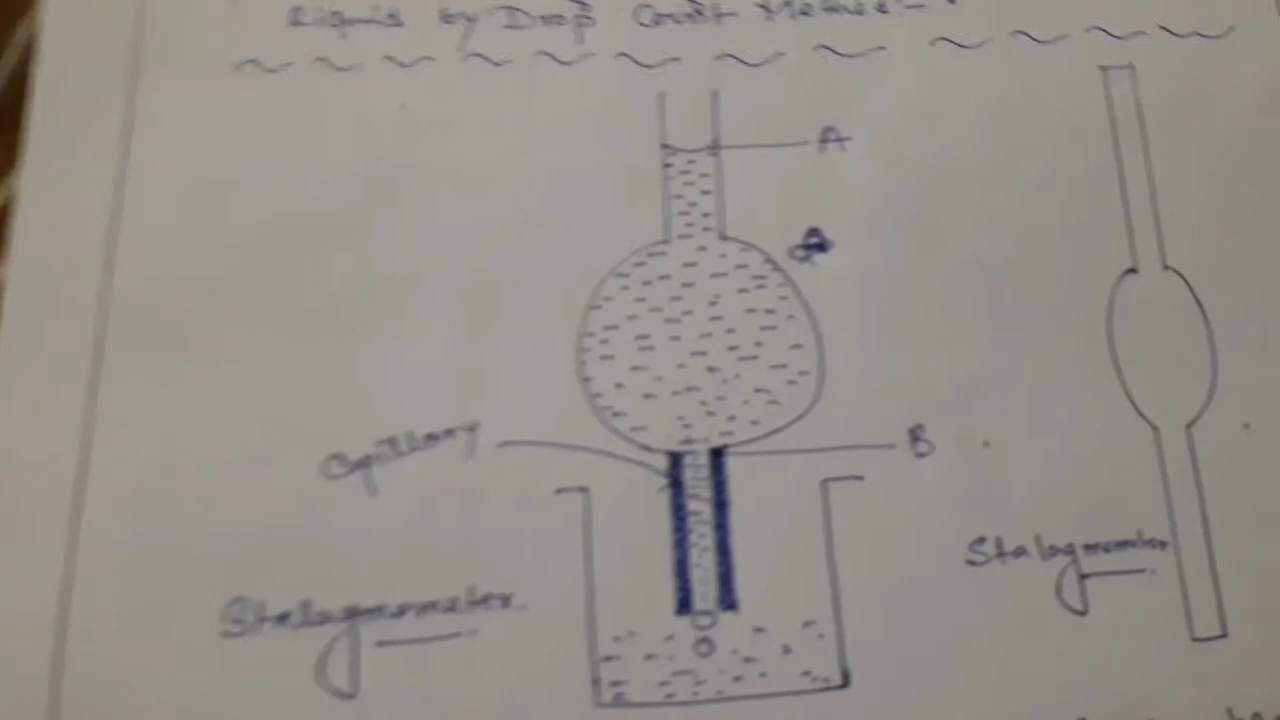 Liquid by Drop Count Method -
A
Capillary
B
Stalagmometer
Stalagmometer